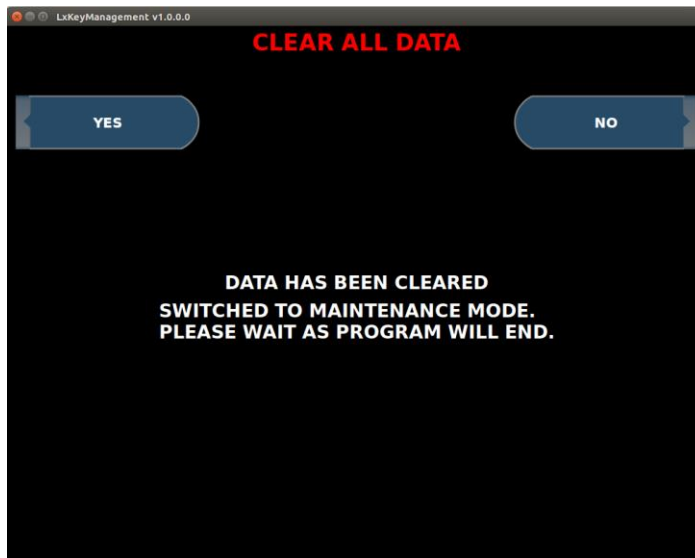 LxKeyManagement v1.0.0.0
CLEAR ALL DATA
YES
NO
DATA HAS BEEN CLEARED
SWITCHED TO MAINTENANCE MODE.
PLEASE WAIT AS PROGRAM WILL END.